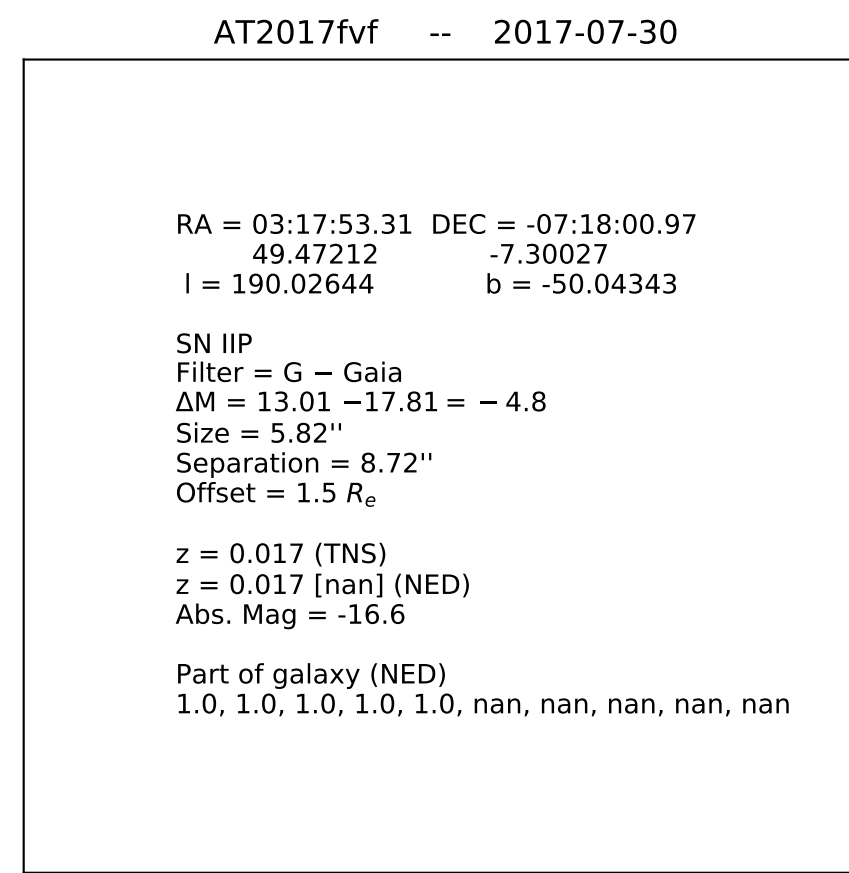 AT2017fvf -- 2017-07-30
RA = 03:17:53.31 DEC = -07:18:00.97
49.47212 -7.30027
l = 190.02644 b = -50.04343
SN IIP
Filter = G − Gaia
ΔM = 13.01 −17.81 = − 4.8
Size = 5.82''
Separation = 8.72''
Offset = 1.5 Rₑ
z = 0.017 (TNS)
z = 0.017 [nan] (NED)
Abs. Mag = -16.6
Part of galaxy (NED)
1.0, 1.0, 1.0, 1.0, 1.0, nan, nan, nan, nan, nan